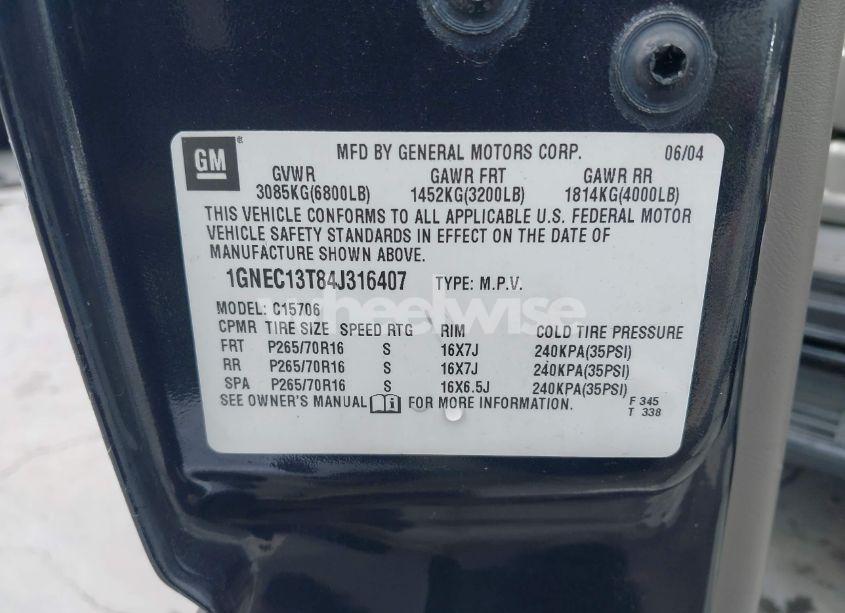 GM ®
MFD BY GENERAL MOTORS CORP. 06/04
GVWR GAWR FRT GAWR RR
3085KG(6800LB) 1452KG(3200LB) 1814KG(4000LB)
THIS VEHICLE CONFORMS TO ALL APPLICABLE U.S. FEDERAL MOTOR
VEHICLE SAFETY STANDARDS IN EFFECT ON THE DATE OF
MANUFACTURE SHOWN ABOVE.
1GNEC13T84J316407 TYPE: M.P.V.
wheelwise
MODEL: C15706
CPMR TIRE SIZE SPEED RTG RIM COLD TIRE PRESSURE
FRT P265/70R16 S 16X7J 240KPA(35PSI)
RR P265/70R16 S 16X7J 240KPA(35PSI)
SPA P265/70R16 S 16X6.5J 240KPA(35PSI)
SEE OWNER'S MANUAL i FOR MORE INFORMATION. F 345
T 338